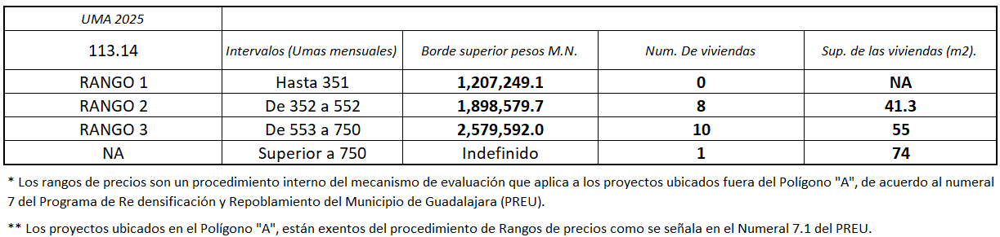 UMA 2025
113.14 Intervalos (Umas mensuales) Borde superior pesos M.N. Num. De viviendas Sup. de las viviendas (m2).
RANGO 1 Hasta 351 1,207,249.1 0 NA
RANGO 2 De 352 a 552 1,898,579.7 8 41.3
RANGO 3 De 553 a 750 2,579,592.0 10 55
NA Superior a 750 Indefinido 1 74
* Los rangos de precios son un procedimiento interno del mecanismo de evaluación que aplica a los proyectos ubicados fuera del Polígono "A", de acuerdo al numeral
7 del Programa de Re densificación y Repoblamiento del Municipio de Guadalajara (PREU).
** Los proyectos ubicados en el Polígono "A", están exentos del procedimiento de Rangos de precios como se señala en el Numeral 7.1 del PREU.